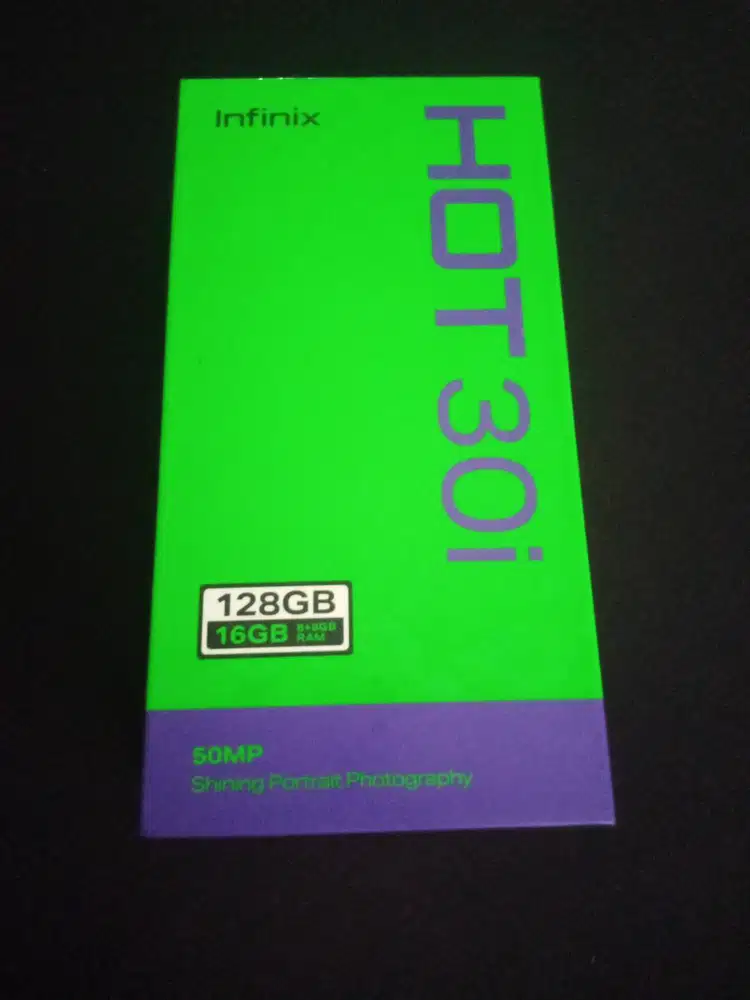 Infinix
HOT 30i
128GB
16GB 8+8GB
RAM
50MP
Shining Portrait Photography